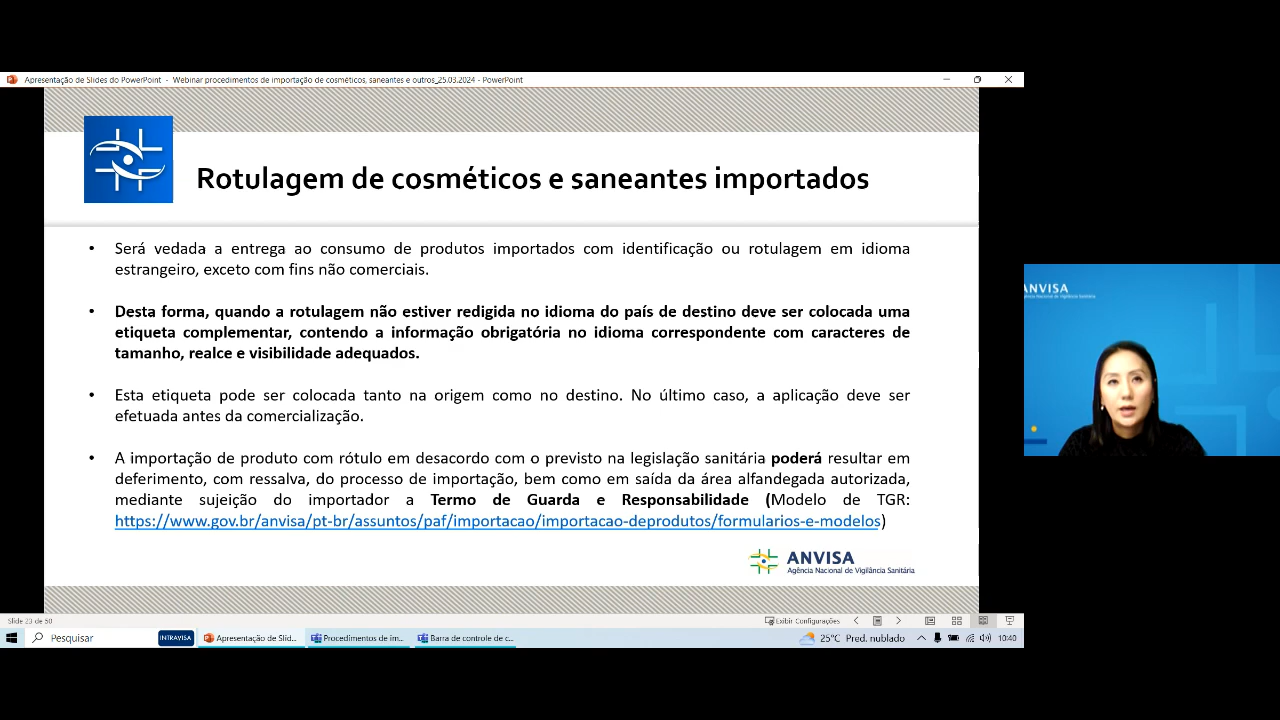 Apresentação de Slides do PowerPoint - Webinar procedimentos de importação de cosméticos, saneantes e outros_25.03.2024 - PowerPoint
Rotulagem de cosméticos e saneantes importados
• Será vedada a entrega ao consumo de produtos importados com identificação ou rotulagem em idioma
estrangeiro, exceto com fins não comerciais.
• Desta forma, quando a rotulagem não estiver redigida no idioma do país de destino deve ser colocada uma
etiqueta complementar, contendo a informação obrigatória no idioma correspondente com caracteres de
tamanho, realce e visibilidade adequados.
• Esta etiqueta pode ser colocada tanto na origem como no destino. No último caso, a aplicação deve ser
efetuada antes da comercialização.
• A importação de produto com rótulo em desacordo com o previsto na legislação sanitária poderá resultar em
deferimento, com ressalva, do processo de importação, bem como em saída da área alfandegada autorizada,
mediante sujeição do importador a Termo de Guarda e Responsabilidade (Modelo de TGR:
https://www.gov.br/anvisa/pt-br/assuntos/paf/importacao/importacao-deprodutos/formularios-e-modelos)
ANVISA
Agência Nacional de Vigilância Sanitária
ANVISA
Agência Nacional de Vigilância Sanitária
Slide 23 de 50
Exibir Configurações
Pesquisar
INTRAVISA
Apresentação de Slid...
Procedimentos de im...
Barra de controle de c...
25°C Pred. nublado
10:40